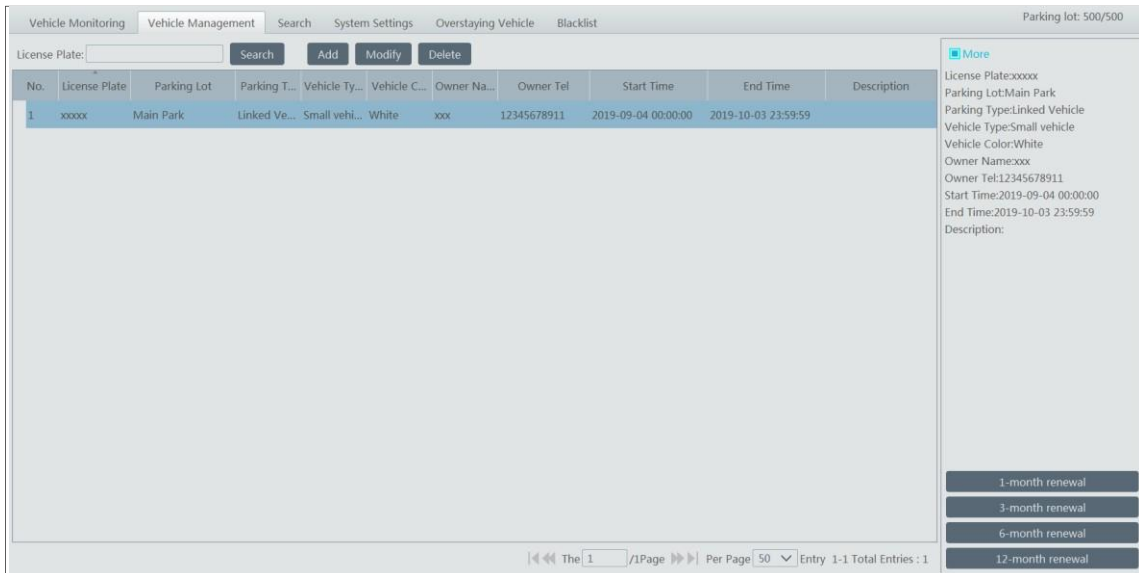 Vehicle Monitoring Vehicle Management Search System Settings Overstaying Vehicle Blacklist Parking lot: 500/500
License Plate: Search Add Modify Delete
No. License Plate Parking Lot Parking T... Vehicle Ty... Vehicle C... Owner Na... Owner Tel Start Time End Time Description
1 xxxxx Main Park Linked Ve... Small vehi... White xxx 12345678911 2019-09-04 00:00:00 2019-10-03 23:59:59
More
License Plate:xxxxx
Parking Lot:Main Park
Parking Type:Linked Vehicle
Vehicle Type:Small vehicle
Vehicle Color:White
Owner Name:xxx
Owner Tel:12345678911
Start Time:2019-09-04 00:00:00
End Time:2019-10-03 23:59:59
Description:
1-month renewal
3-month renewal
6-month renewal
12-month renewal
The 1 /1Page Per Page 50 Entry 1-1 Total Entries : 1